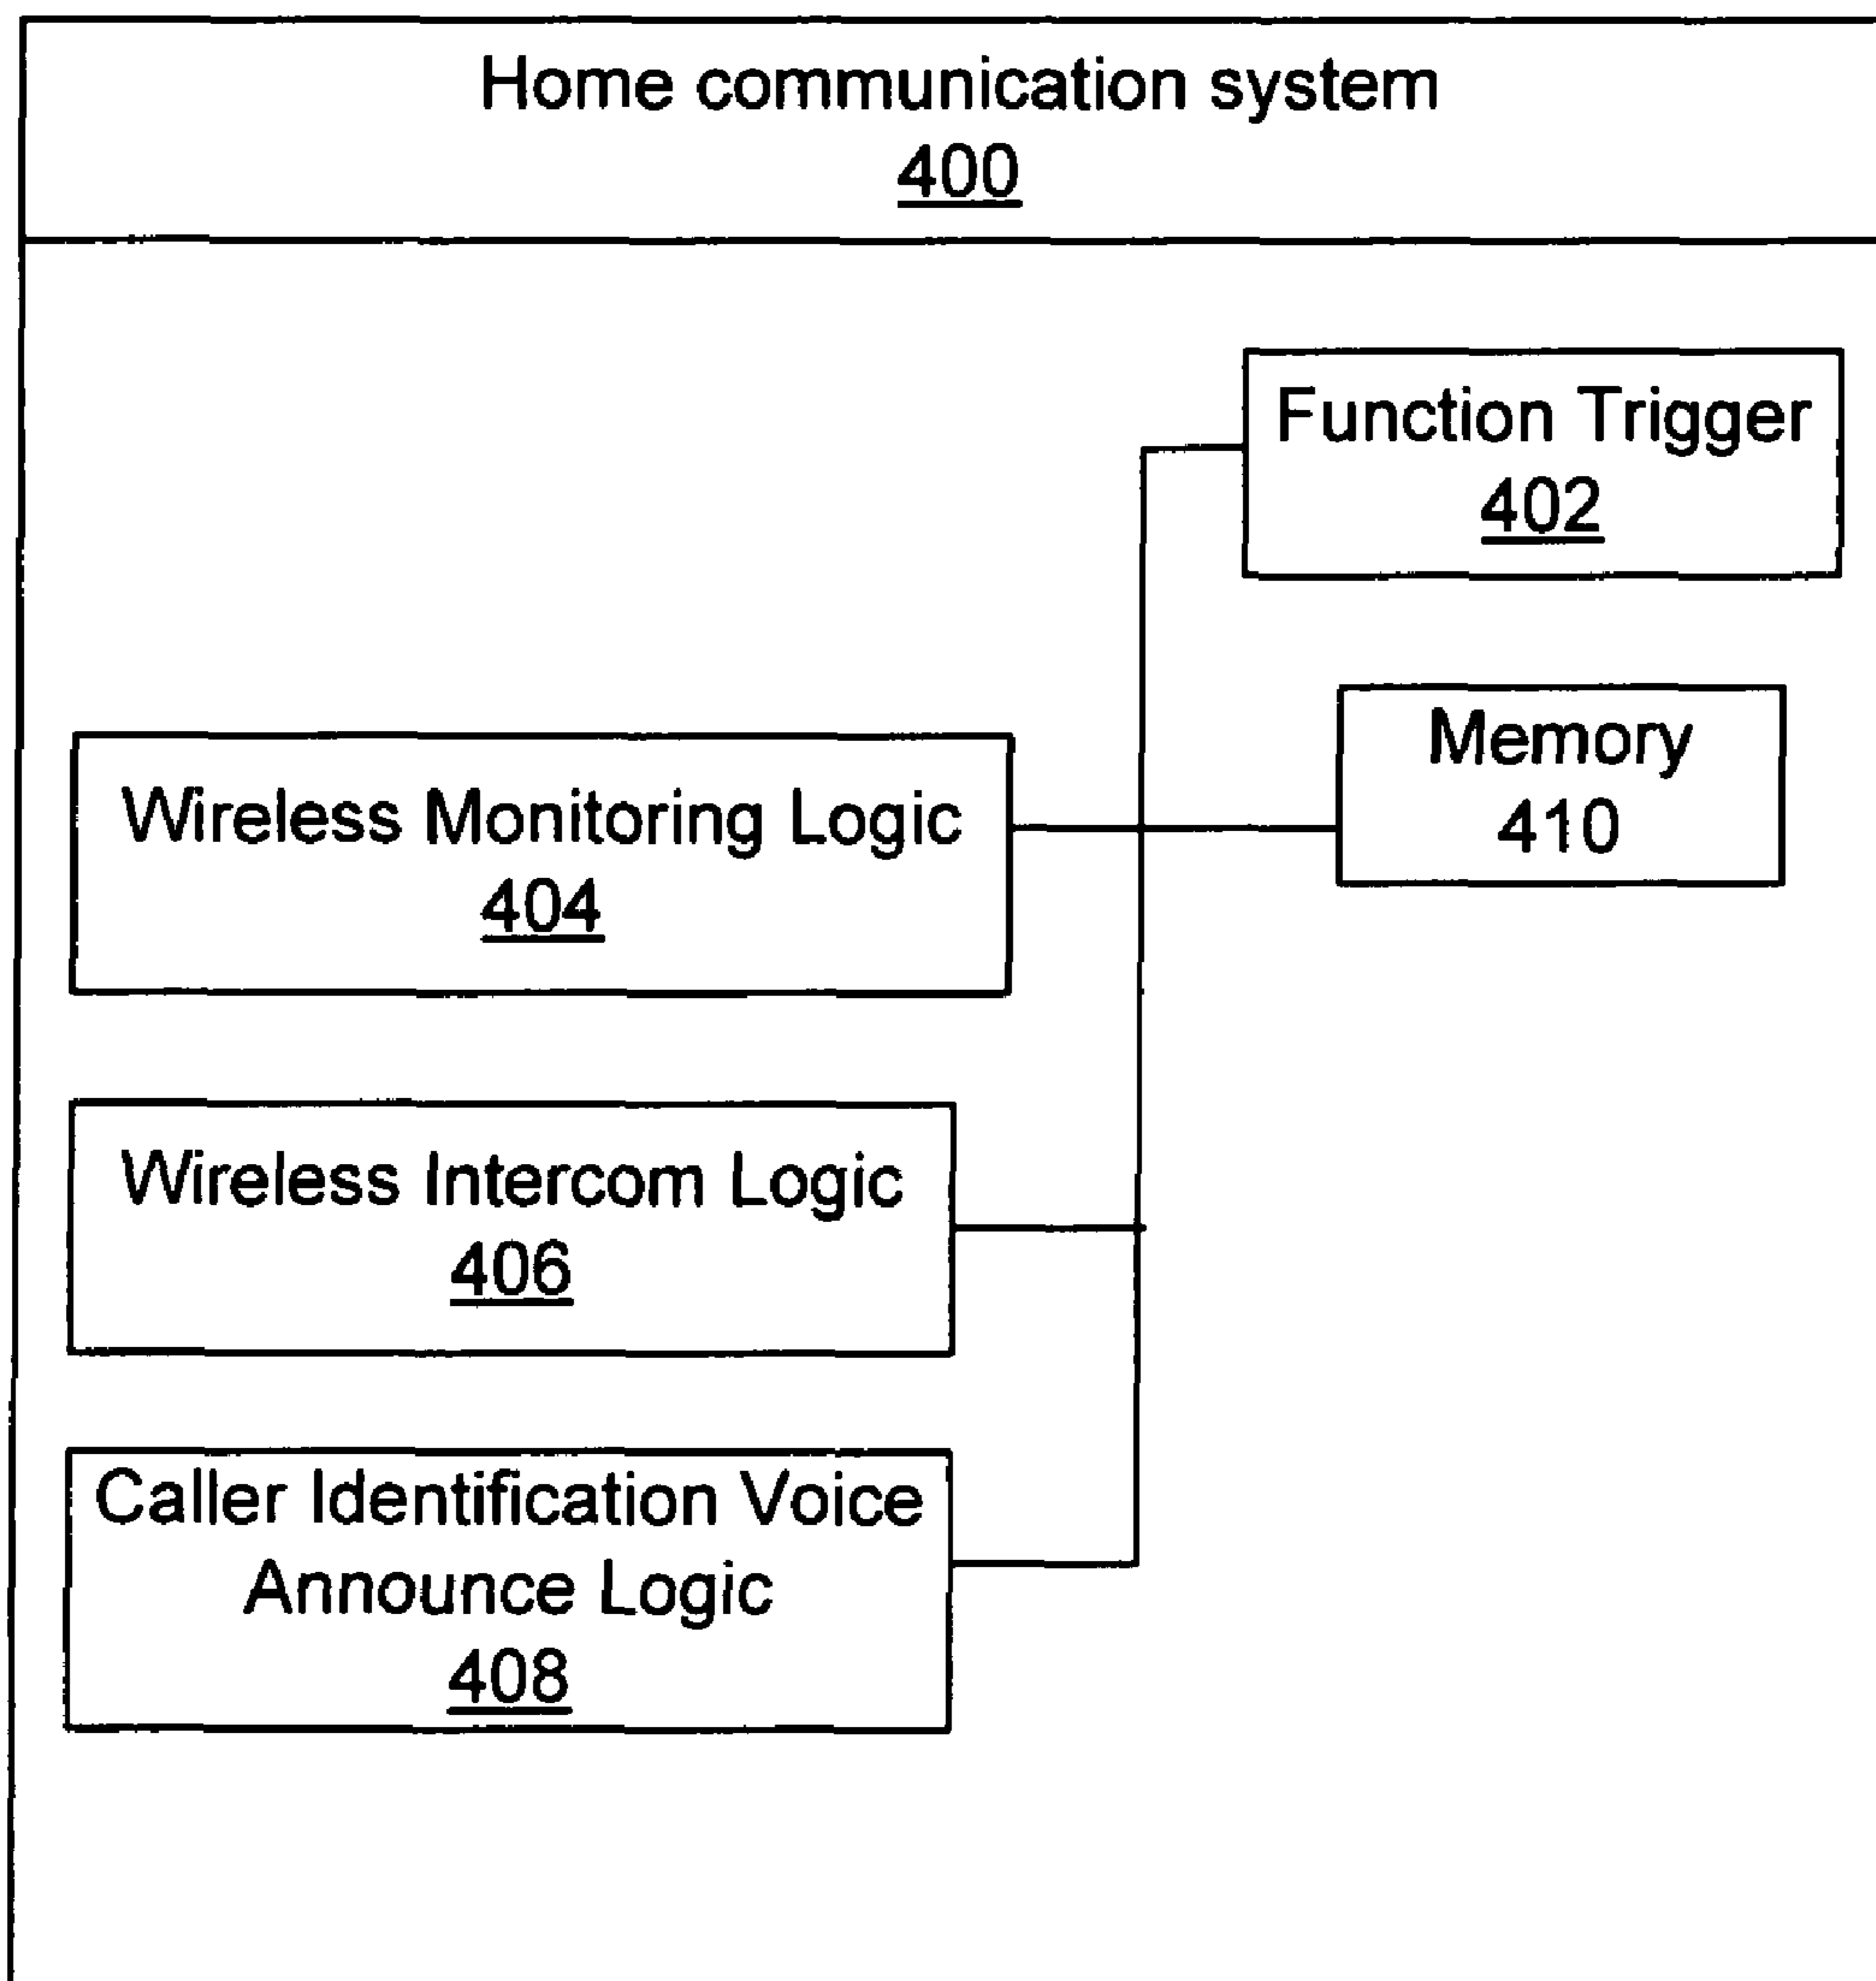 Home communication system
400
Function Trigger
402
Memory
410
Wireless Monitoring Logic
404
Wireless Intercom Logic
406
Caller Identification Voice
Announce Logic
408